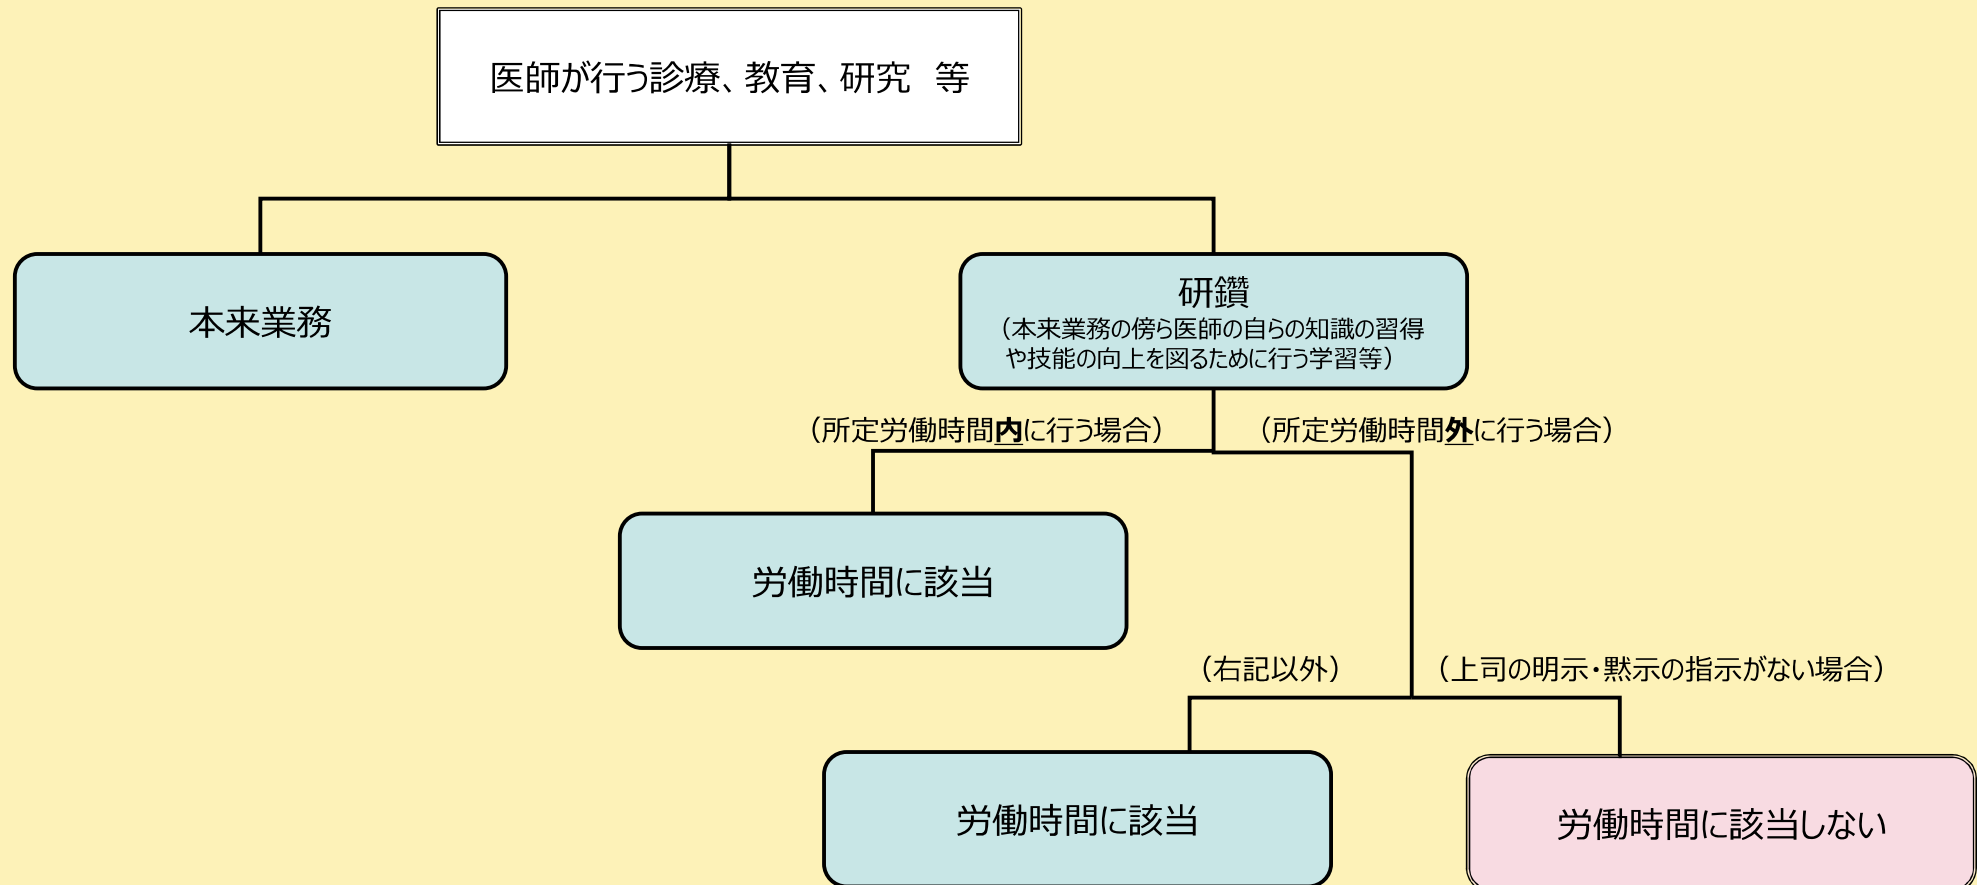 医師が行う診療、教育、研究　等
本来業務
研鑽
（本来業務の傍ら医師の自らの知識の習得
や技能の向上を図るために行う学習等）
（所定労働時間内に行う場合）
（所定労働時間外に行う場合）
労働時間に該当
（右記以外）
（上司の明示・黙示の指示がない場合）
労働時間に該当
労働時間に該当しない